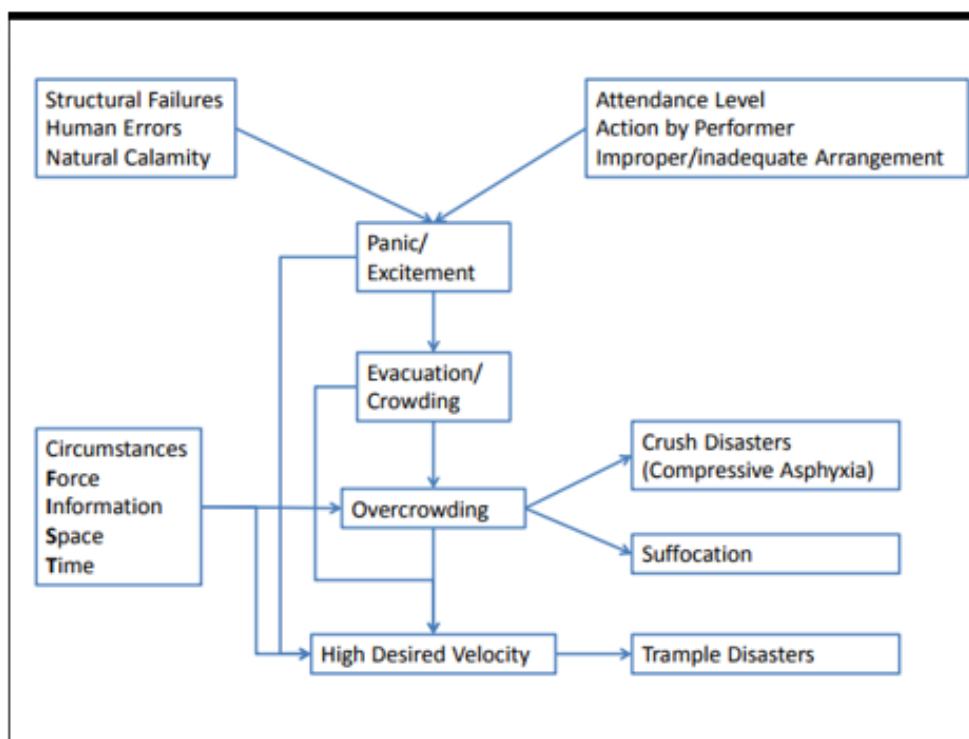 Structural Failures
Human Errors
Natural Calamity
Attendance Level
Action by Performer
Improper/inadequate Arrangement
Panic/
Excitement
Evacuation/
Crowding
Circumstances
Force
Information
Space
Time
Overcrowding
Crush Disasters
(Compressive Asphyxia)
Suffocation
High Desired Velocity
Trample Disasters